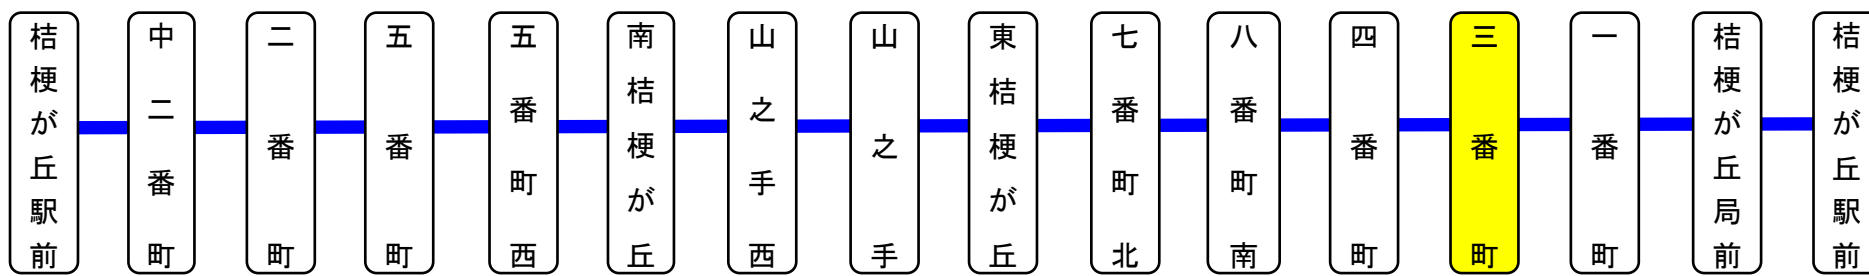 桔梗が丘駅前
中二番町
二番町
五番町
五番町西
南桔梗が丘
山之手西
山之手
東桔梗が丘
七番町北
八番町南
四番町
三番町
一番町
桔梗が丘局前
桔梗が丘駅前